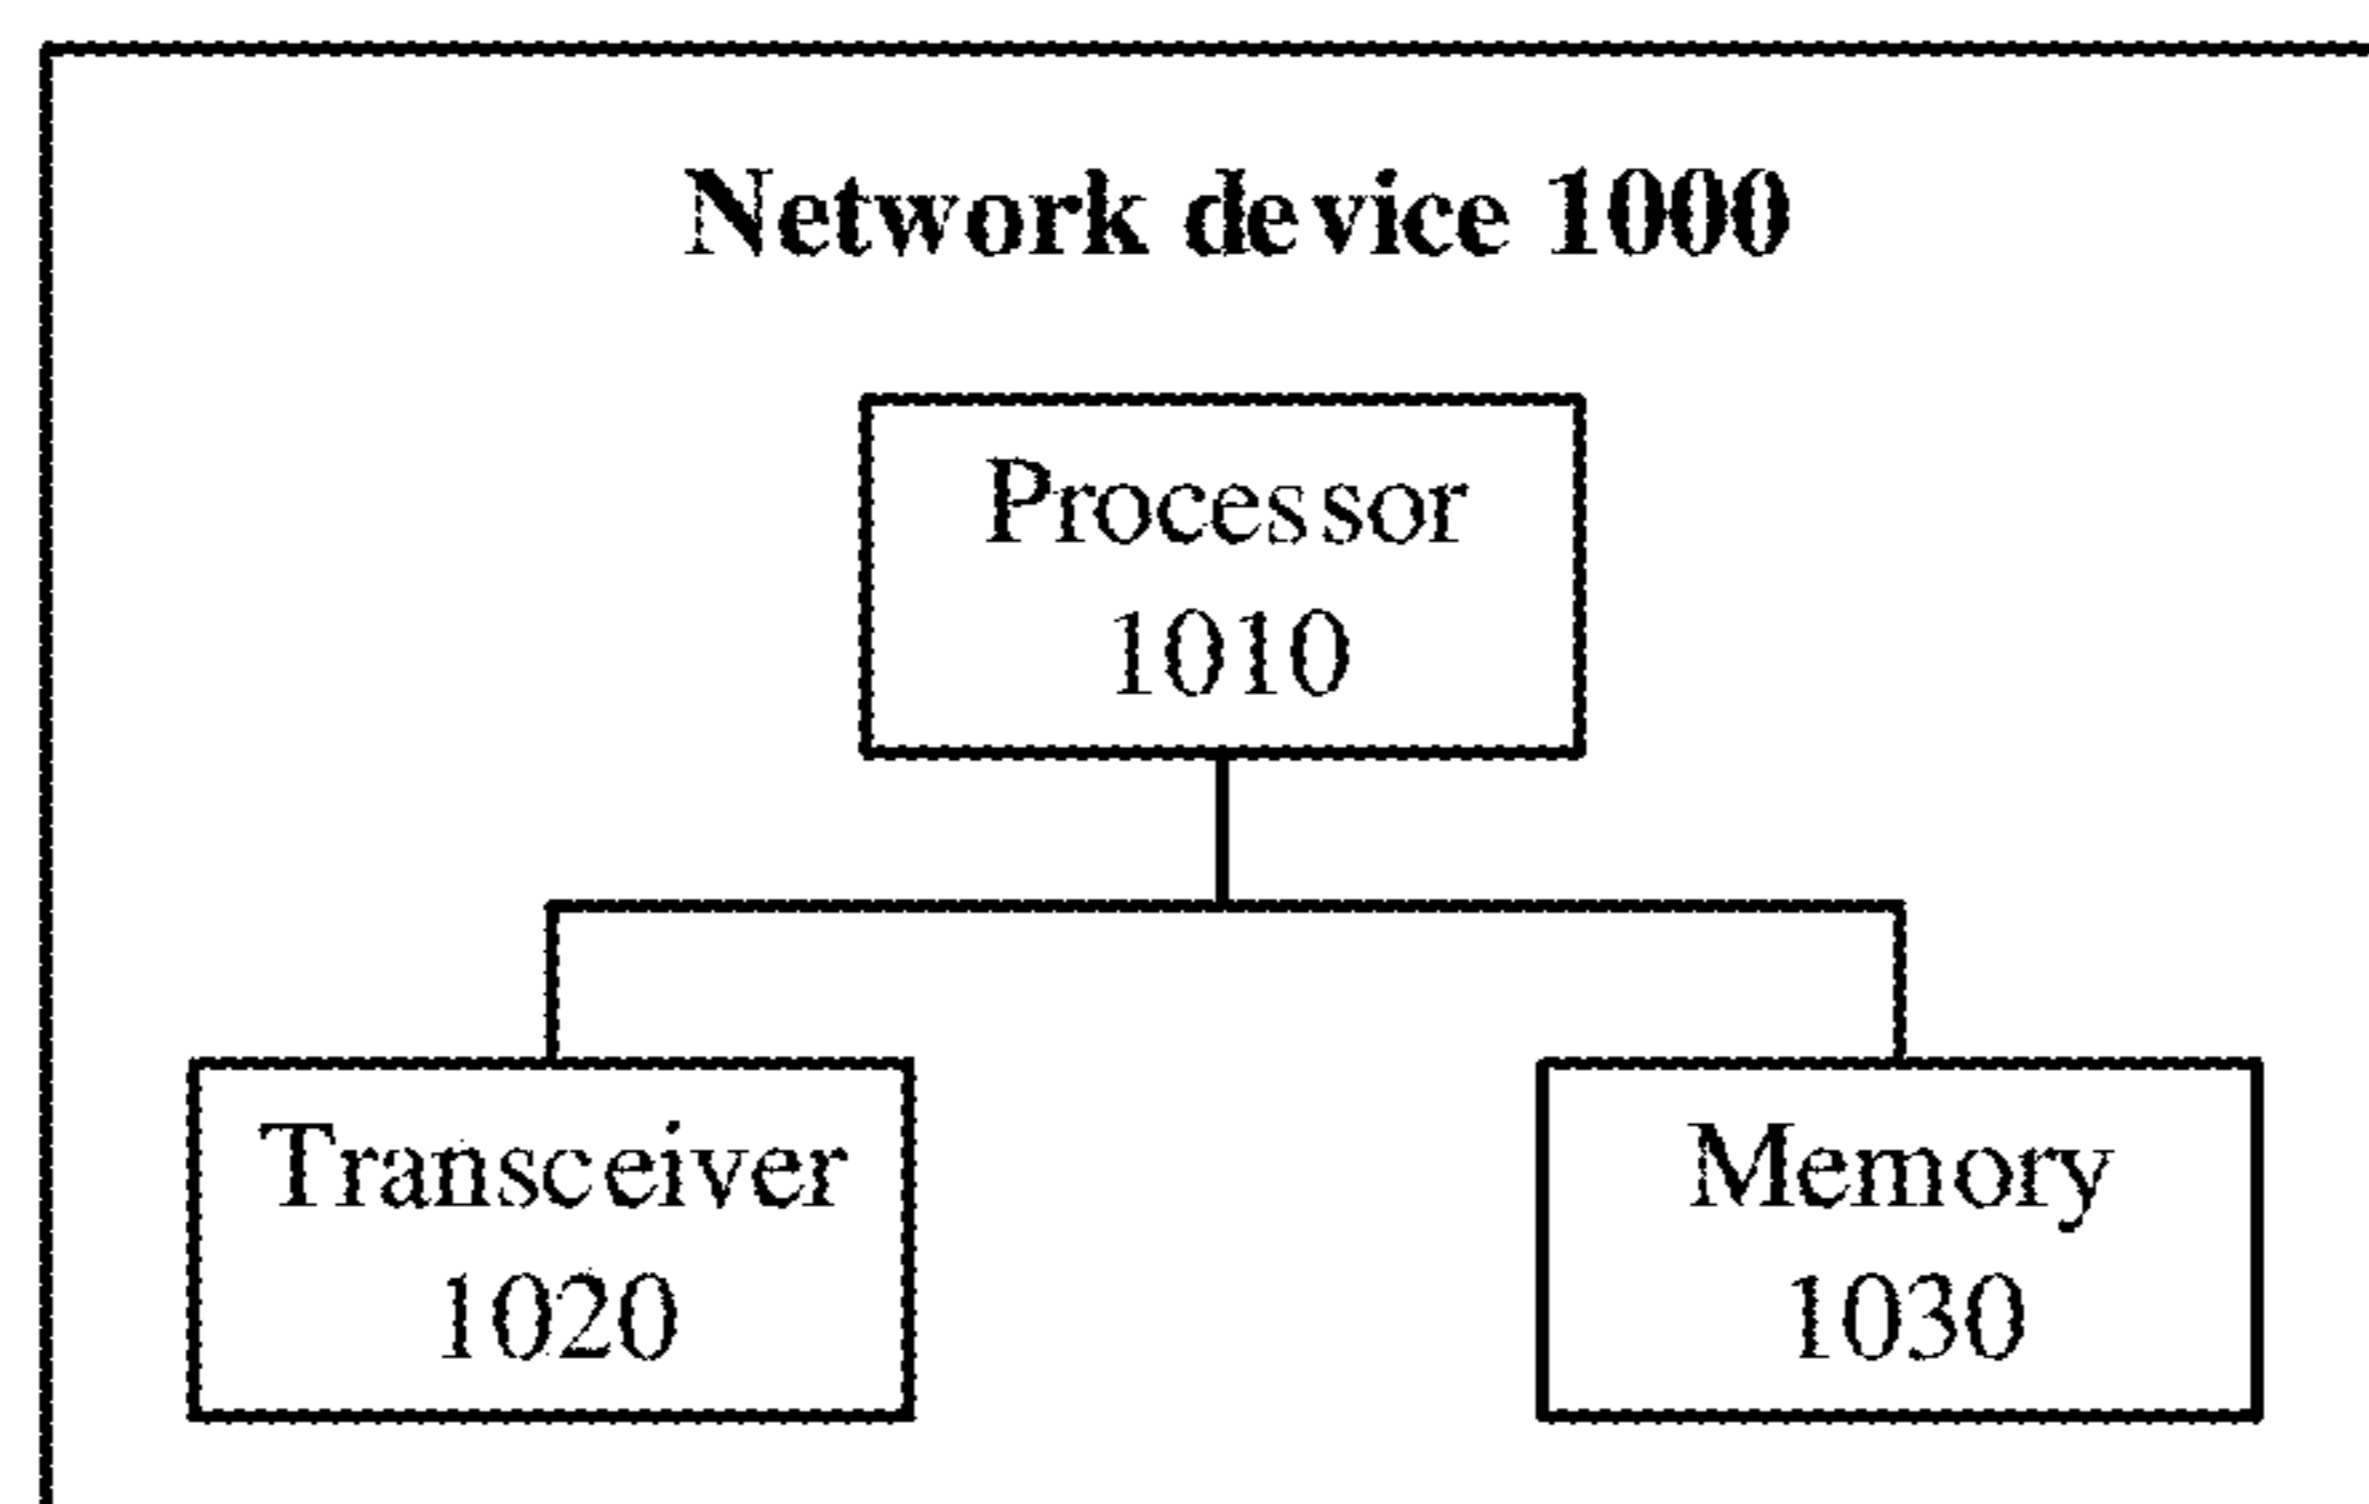 Network device 1000
Processor
1010
Transceiver
1020
Memory
1030